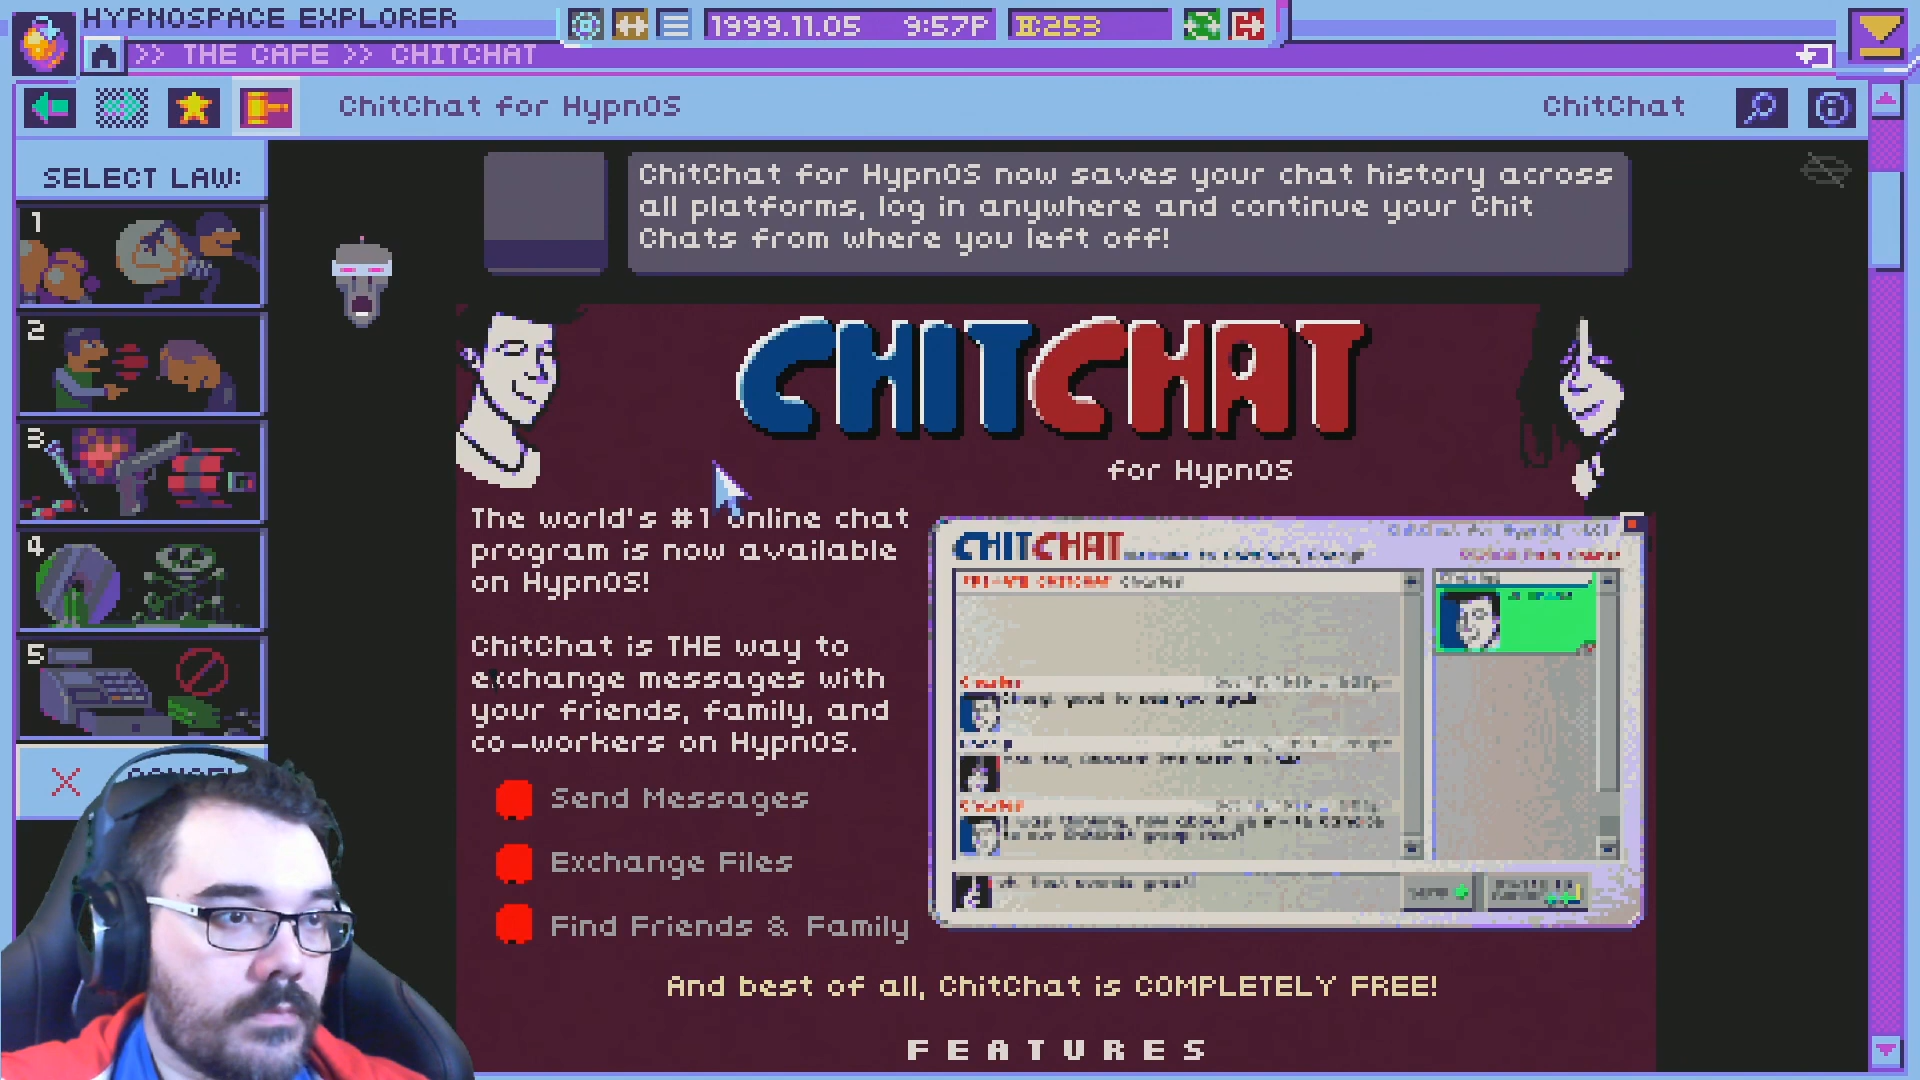 HYPNOSPACE EXPLORER
1999.11.05 9:57P
253
>> THE CAFE >> CHITCHAT
ChitChat for HypnOS
ChitChat
SELECT LAW:
1
2
3
4
5
ChitChat for HypnOS now saves your chat history across
all platforms, log in anywhere and continue your Chit
Chats from where you left off!
CHITCHAT
for HypnOS
The world's #1 online chat
program is now available
on HypnOS!
ChitChat is THE way to
exchange messages with
your friends, family, and
co-workers on HypnOS.
Send Messages
Exchange Files
Find Friends & Family
CHITCHAT
And best of all, ChitChat is COMPLETELY FREE!
FEATURES